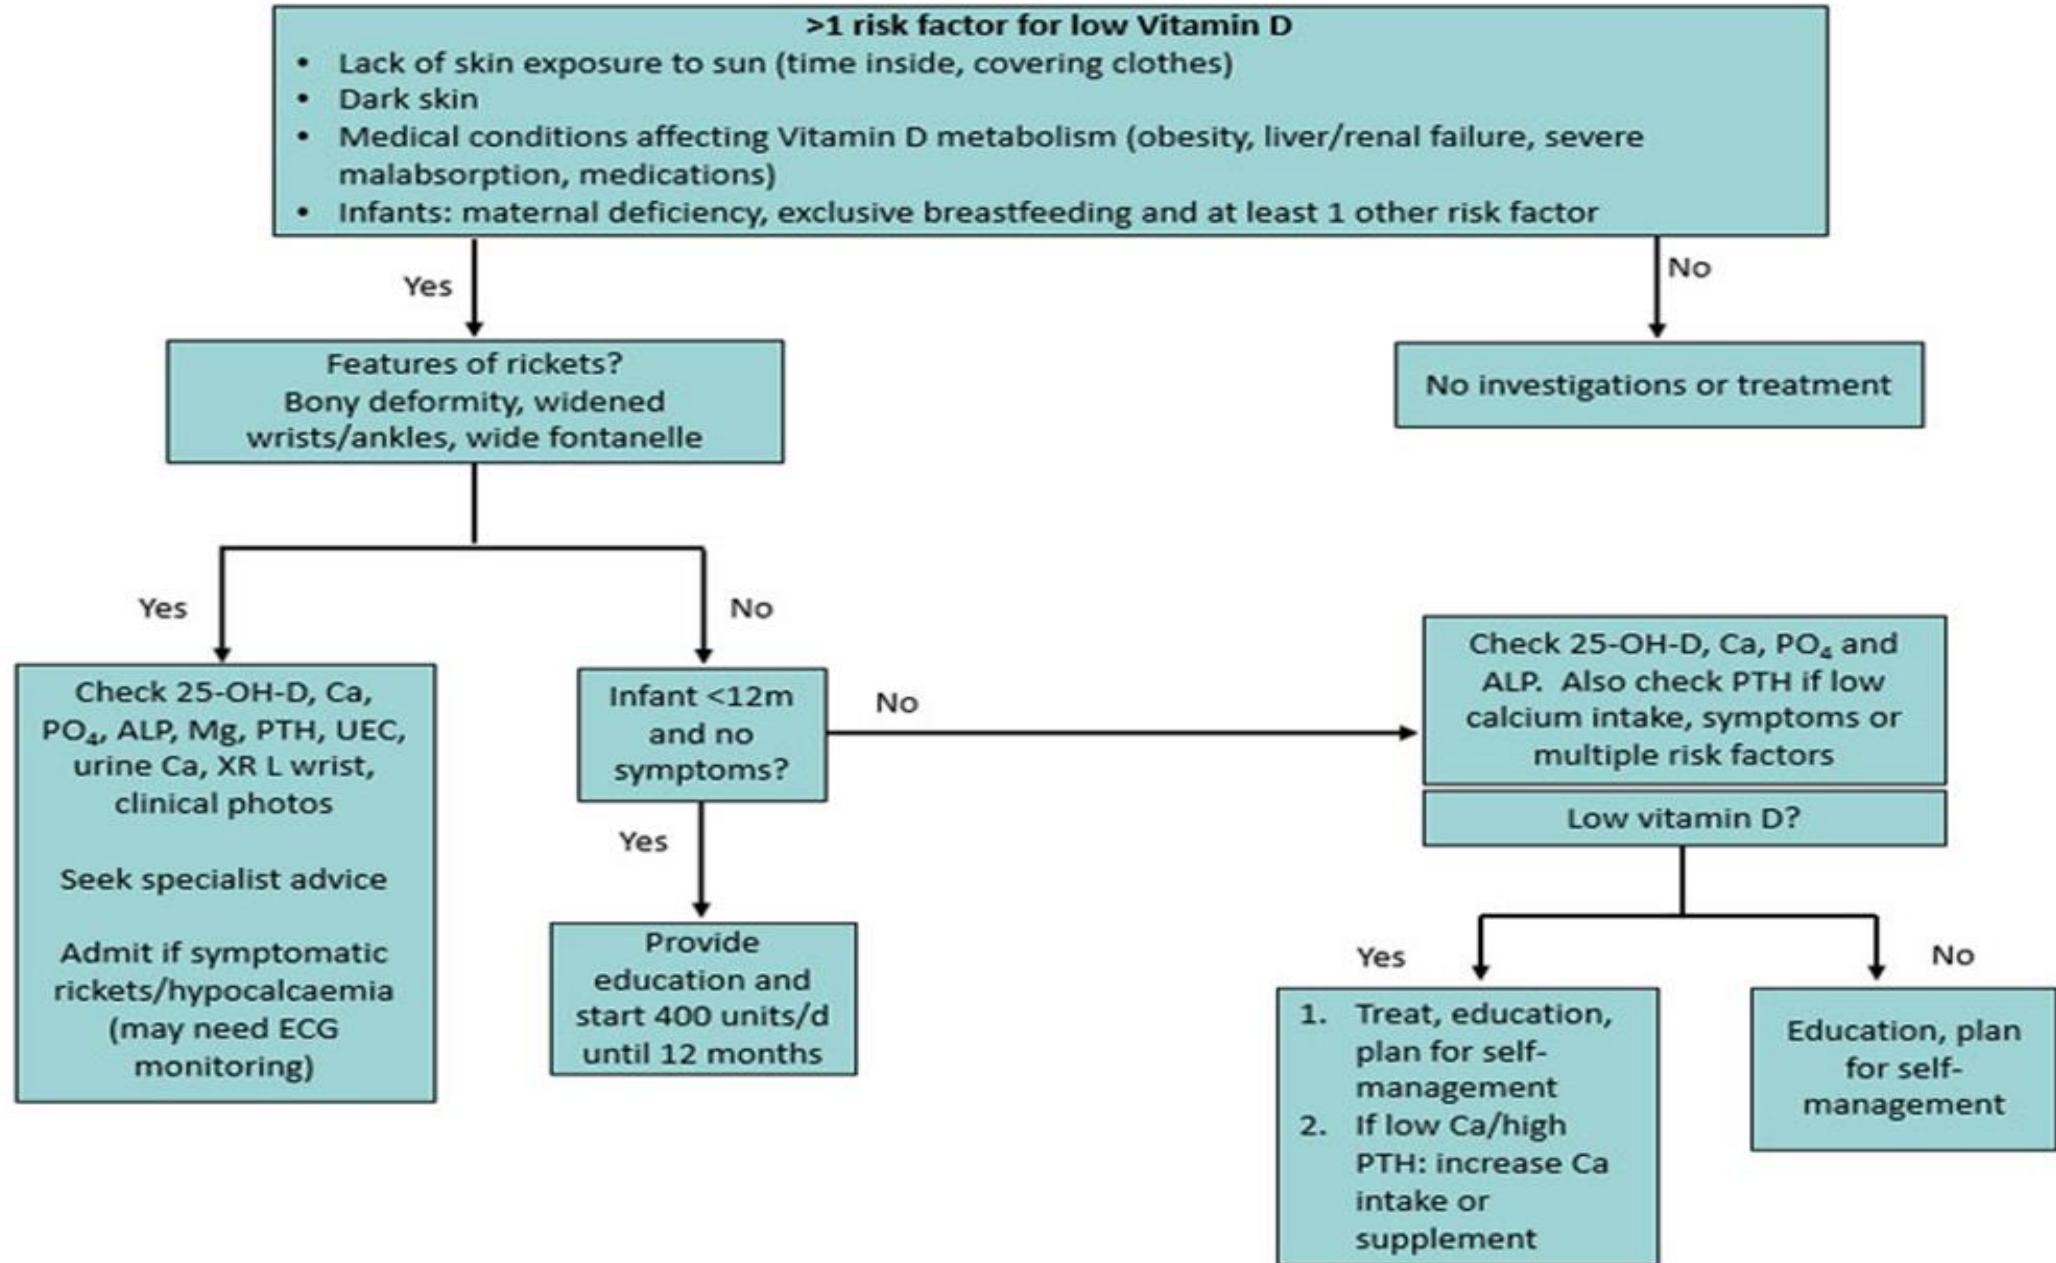 >1 risk factor for low Vitamin D
• Lack of skin exposure to sun (time inside, covering clothes)
• Dark skin
• Medical conditions affecting Vitamin D metabolism (obesity, liver/renal failure, severe
malabsorption, medications)
• Infants: maternal deficiency, exclusive breastfeeding and at least 1 other risk factor
Yes
No
Features of rickets?
Bony deformity, widened
wrists/ankles, wide fontanelle
No investigations or treatment
Yes
No
Check 25-OH-D, Ca,
PO₄, ALP, Mg, PTH, UEC,
urine Ca, XR L wrist,
clinical photos
Seek specialist advice
Admit if symptomatic
rickets/hypocalcaemia
(may need ECG
monitoring)
Infant <12m
and no
symptoms?
No
Yes
Provide
education and
start 400 units/d
until 12 months
Check 25-OH-D, Ca, PO₄ and
ALP. Also check PTH if low
calcium intake, symptoms or
multiple risk factors
Low vitamin D?
Yes
No
1. Treat, education,
plan for self-
management
2. If low Ca/high
PTH: increase Ca
intake or
supplement
Education, plan
for self-
management